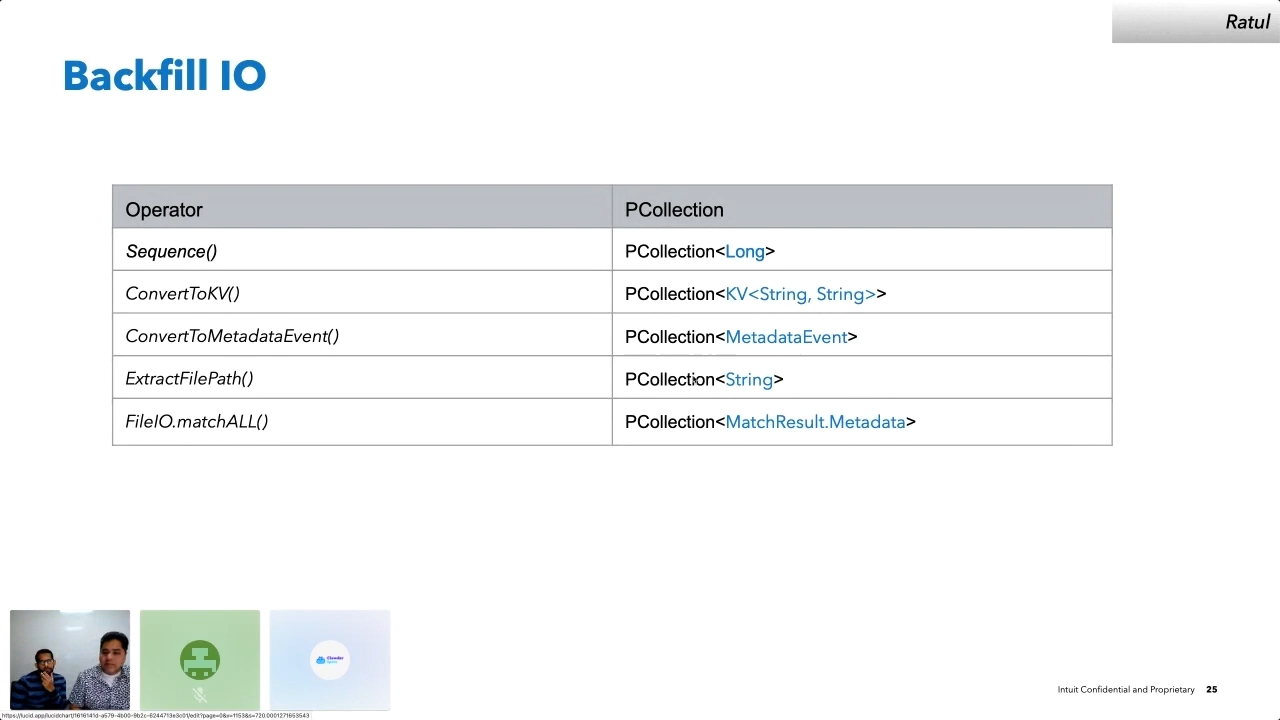 Ratul
Backfill IO
Operator PCollection
Sequence() PCollection<Long>
ConvertToKV() PCollection<KV<String, String>>
ConvertToMetadataEvent() PCollection<MetadataEvent>
ExtractFilePath() PCollection<String>
FileIO.matchALL() PCollection<MatchResult.Metadata>
Intuit Confidential and Proprietary 25